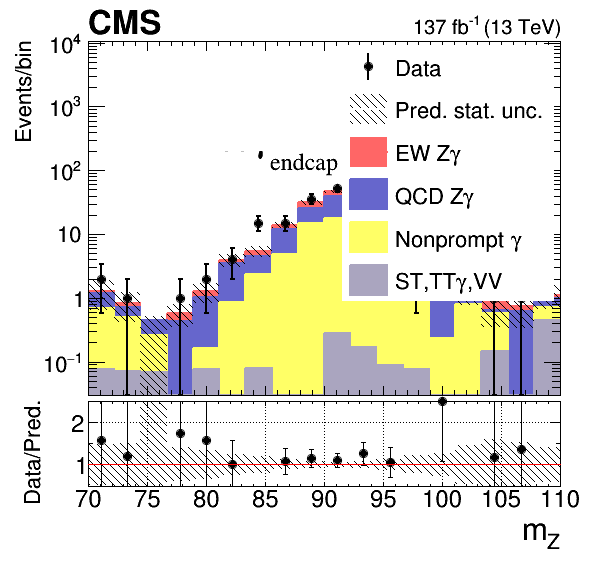 CMS
137 fb⁻¹ (13 TeV)
Events/bin
10⁴
10³
10²
10
1
10⁻¹
Data
Pred. stat. unc.
EW Zγ
QCD Zγ
Nonprompt γ
ST,TTγ,VV
endcap
Data/Pred.
2
1
70 75 80 85 90 95 100 105 110
m_Z